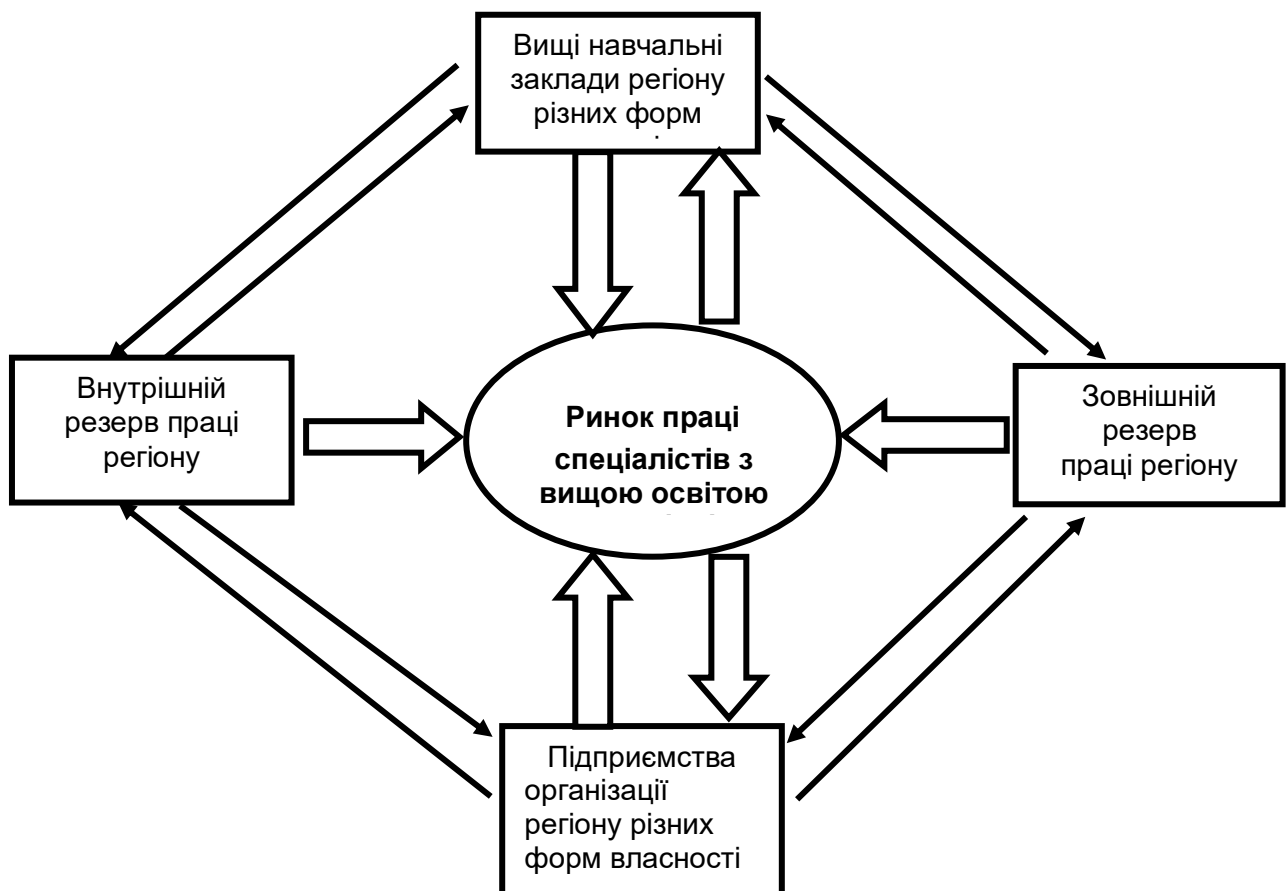 Вищі навчальні
заклади регіону
різних форм
Внутрішній
резерв праці
регіону
Ринок праці
спеціалістів з
вищою освітою
Зовнішній
резерв
праці регіону
Підприємства
організації
регіону різних
форм власності